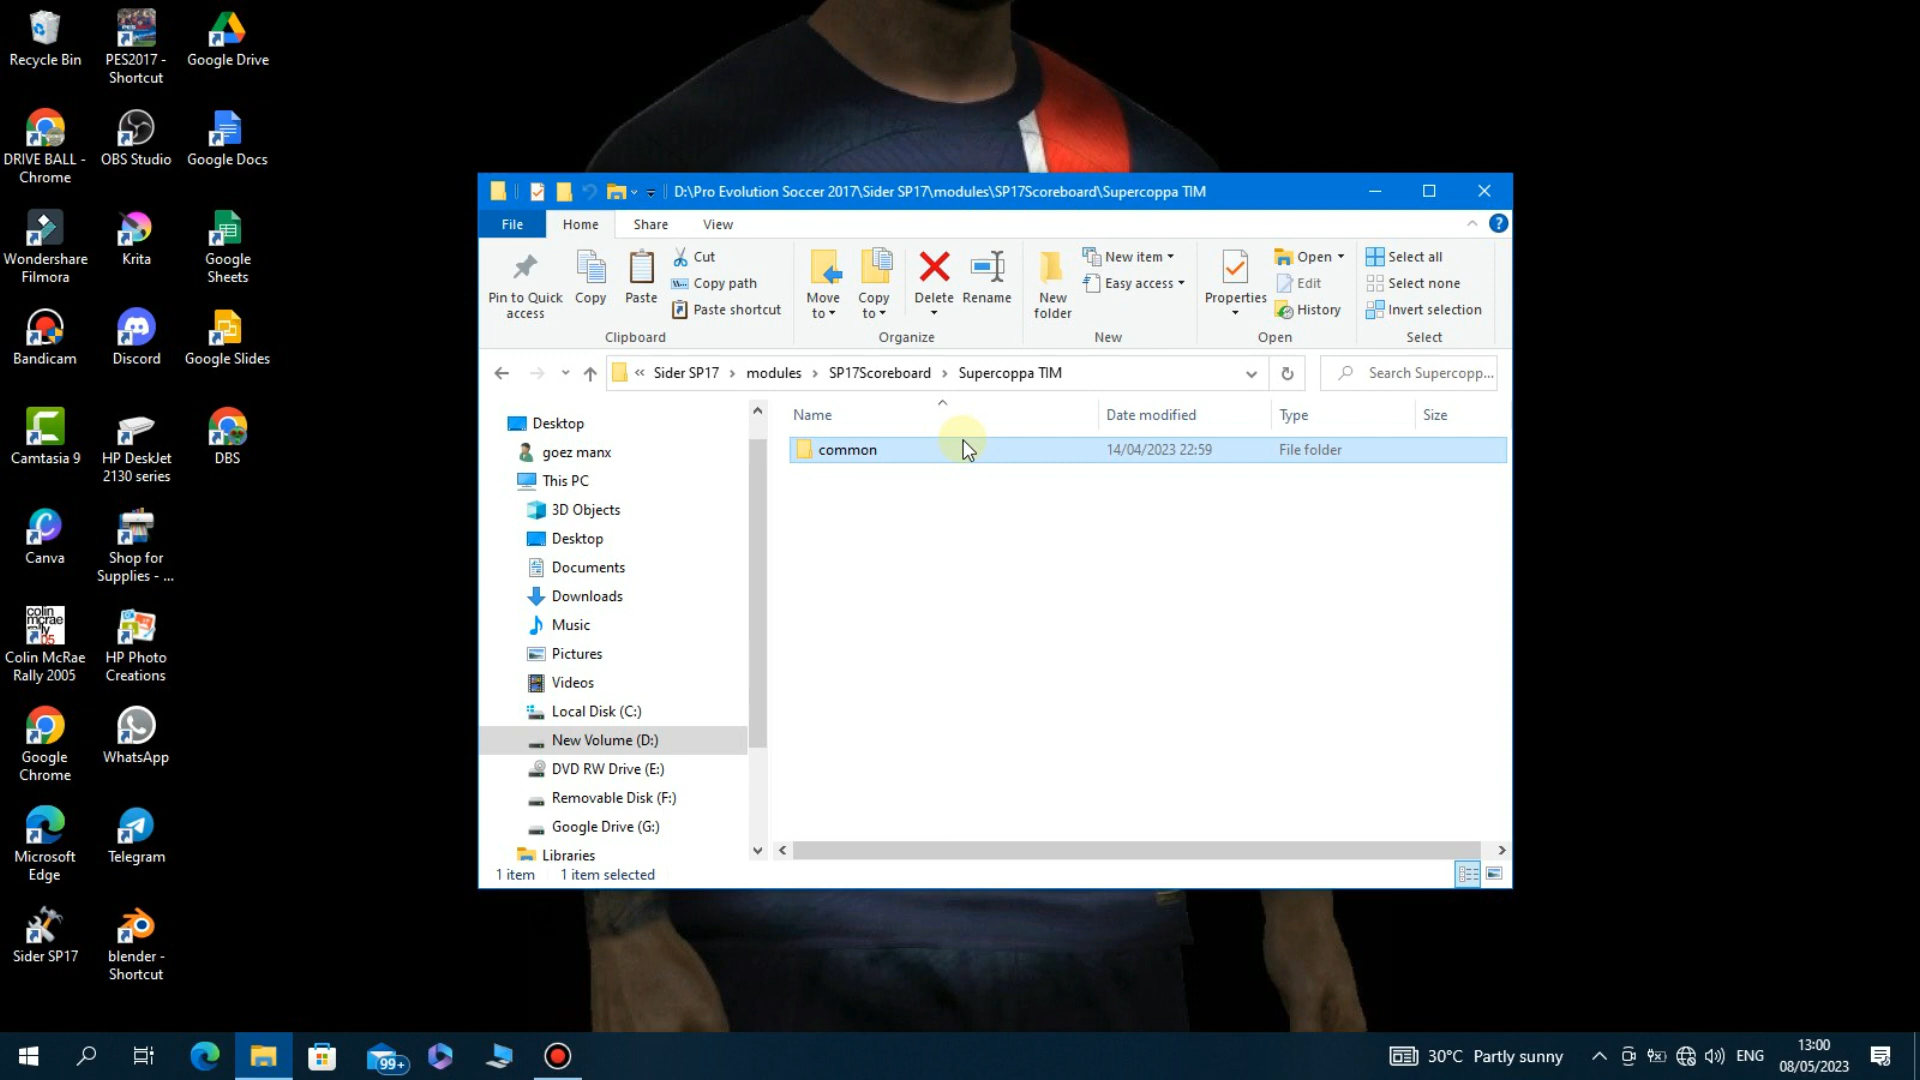 Recycle Bin
PES2017 -
Shortcut
Google Drive
DRIVE BALL -
Chrome
OBS Studio
Google Docs
Wondershare
Filmora
Krita
Google
Sheets
Bandicam
Discord
Google Slides
Camtasia 9
HP DeskJet
2130 series
DBS
Canva
Shop for
Supplies - ...
colin
mcrae
rally
05
Colin McRae
Rally 2005
HP Photo
Creations
Google
Chrome
WhatsApp
Microsoft
Edge
Telegram
Sider SP17
blender -
Shortcut
D:\Pro Evolution Soccer 2017\Sider SP17\modules\SP17Scoreboard\Supercoppa TIM
File Home Share View
Pin to Quick
access
Copy
Paste
Cut
Copy path
Paste shortcut
Clipboard
Move
to
Copy
to
Delete
Rename
Organize
New
folder
New item
Easy access
New
Properties
Open
Edit
History
Open
Select all
Select none
Invert selection
Select
« Sider SP17 › modules › SP17Scoreboard › Supercoppa TIM
Search Supercopp...
Desktop
goez manx
This PC
3D Objects
Desktop
Documents
Downloads
Music
Pictures
Videos
Local Disk (C:)
New Volume (D:)
DVD RW Drive (E:)
Removable Disk (F:)
Google Drive (G:)
Libraries
Name Date modified Type Size
common 14/04/2023 22:59 File folder
1 item 1 item selected
99+
30°C Partly sunny
ENG
13:00
08/05/2023